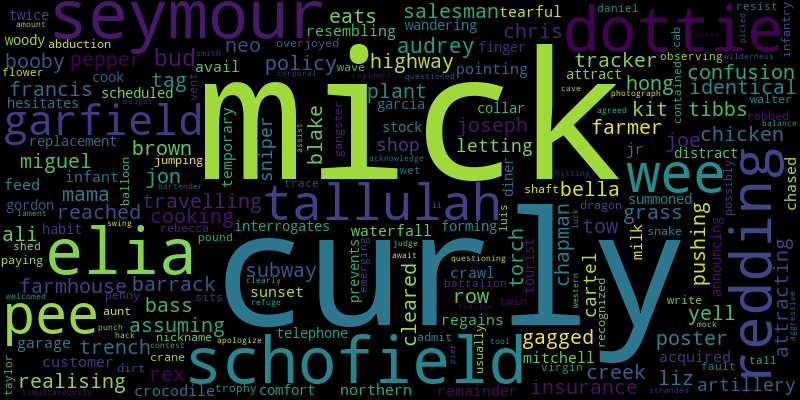 mick
curly
dottie
seymour
schofield
tallulah
redding
garfield
elia
pee
wee
twice
amount
woody
abduction
eats
resembling
salesman
wandering
tearful
chris
daniel
resist
infantry
booby
pepper
bud
neo
overjoyed
avail
policy
audrey
highway
finger
pointing
cab
tracker
observing
wilderness
flower
cook
scheduled
tag
wave
plant
attract
hong
confusion
identical
photograph
smith
francis
hesitates
vent
corporal
regiment
questioned
garcia
collar
cave
contained
walter
robbed
replacement
bought
temporary
sniper
assist
blake
gangster
stock
joseph
agreed
kit
tibbs
balance
farmer
picked
brown
shop
letting
joe
chicken
miguel
jumping
acknowledge
wet
diner
jr
distract
feed
infant
jon
balloon
mama
travelling
trace
shaft
bella
summoned
possibly
chased
gordon
reached
cooking
bartender
ii
luis
dragon
grass
habit
lament
swing
rebecca
interrogates
waterfall
forming
torch
tourist
chapman
tow
milk
pushing
announcing
ali
shed
pound
judge
await
questioning
snake
paying
subway
prevents
emerging
crawl
luck
cartel
recognized
welcomed
farmhouse
penny
sits
sunset
clearly
refuge
battalion
twin
western
write
attracting
aggressive
aunt
barrack
cleared
row
yell
mock
punch
bass
hack
assuming
telephone
regains
admit
gagged
poster
garage
trench
nickname
contest
apologize
usually
mitchell
acquired
tall
customer
crane
pier
tool
virgin
creek
fault
taylor
dirt
rex
northern
liz
artillery
realising
crocodile
trophy
comfort
remainder
insurance
stranded
simultaneously
hitting